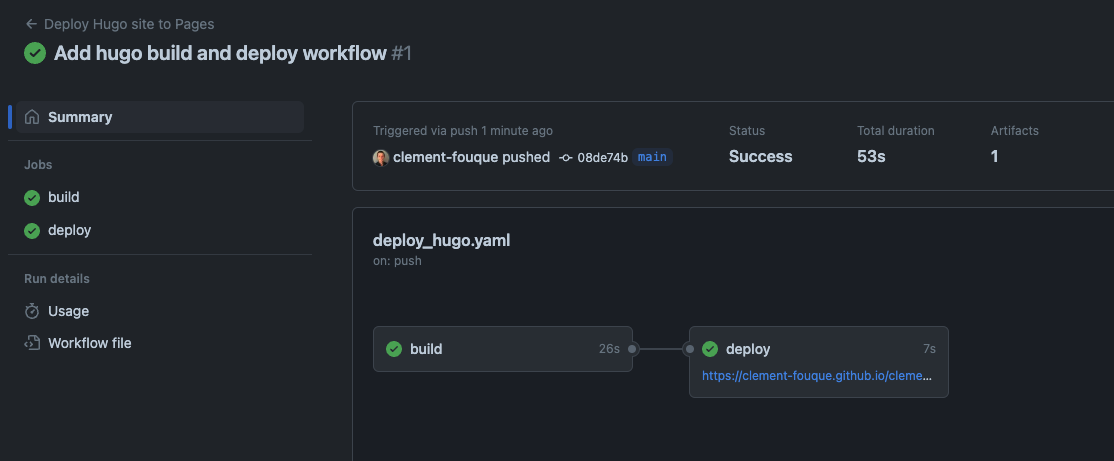 Deploy Hugo site to Pages
Add hugo build and deploy workflow #1
Summary
Jobs
build
deploy
Run details
Usage
Workflow file
Triggered via push 1 minute ago
clement-fouque pushed 08de74b main
Status
Success
Total duration
53s
Artifacts
1
deploy_hugo.yaml
on: push
build 26s
deploy 7s
https://clement-fouque.github.io/cleme...